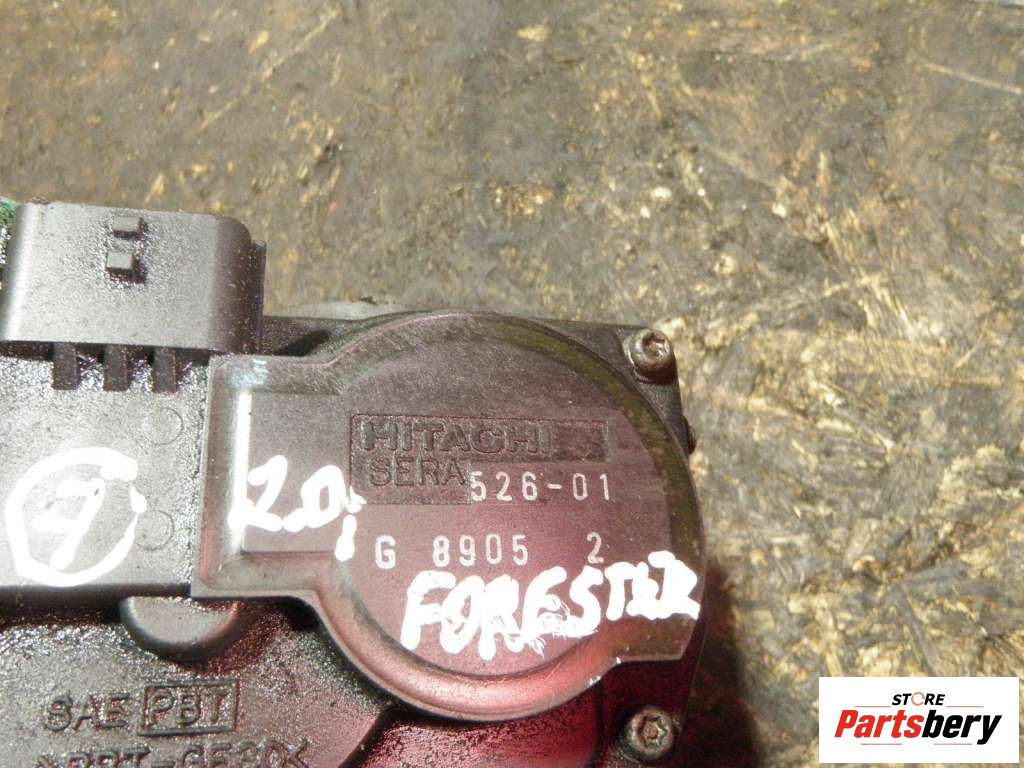 HITACHI
SERA 526-01
G 8905 2
2.0i
FORESTER
7
SAE PBT
STORE
Partsbery